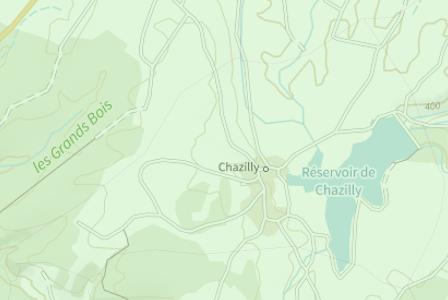 400
les Grands Bois
Chazilly
Réservoir de
Chazilly